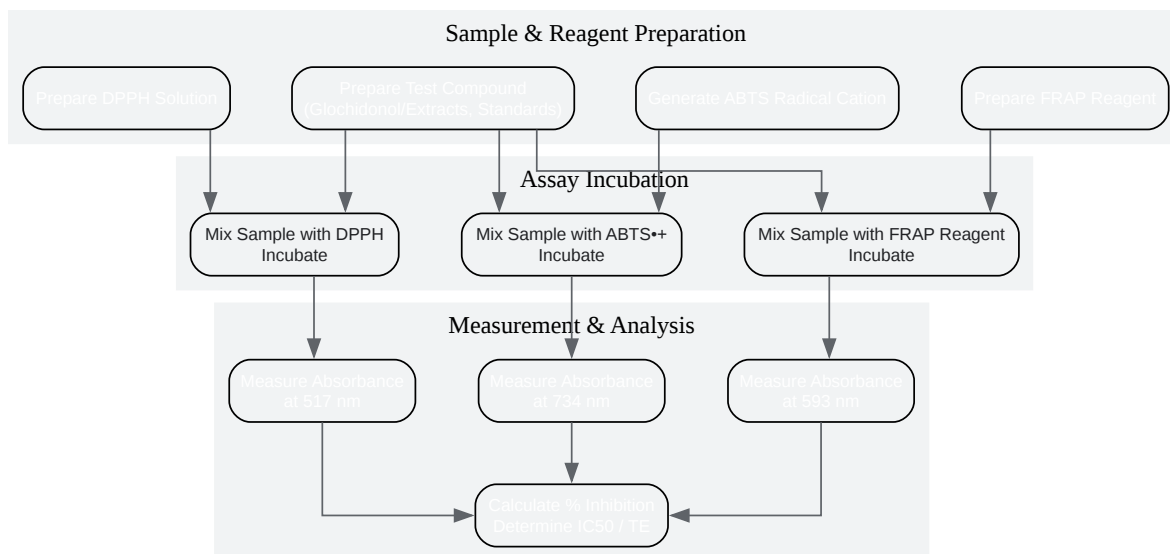 Sample & Reagent Preparation
Prepare DPPH Solution
Prepare Test Compound
(Glochidonol/Extracts, Standards)
Generate ABTS Radical Cation
Prepare FRAP Reagent
Assay Incubation
Mix Sample with DPPH
Incubate
Mix Sample with ABTS•+
Incubate
Mix Sample with FRAP Reagent
Incubate
Measurement & Analysis
Measure Absorbance
at 517 nm
Measure Absorbance
at 734 nm
Measure Absorbance
at 593 nm
Calculate % Inhibition
Determine IC50 / TE